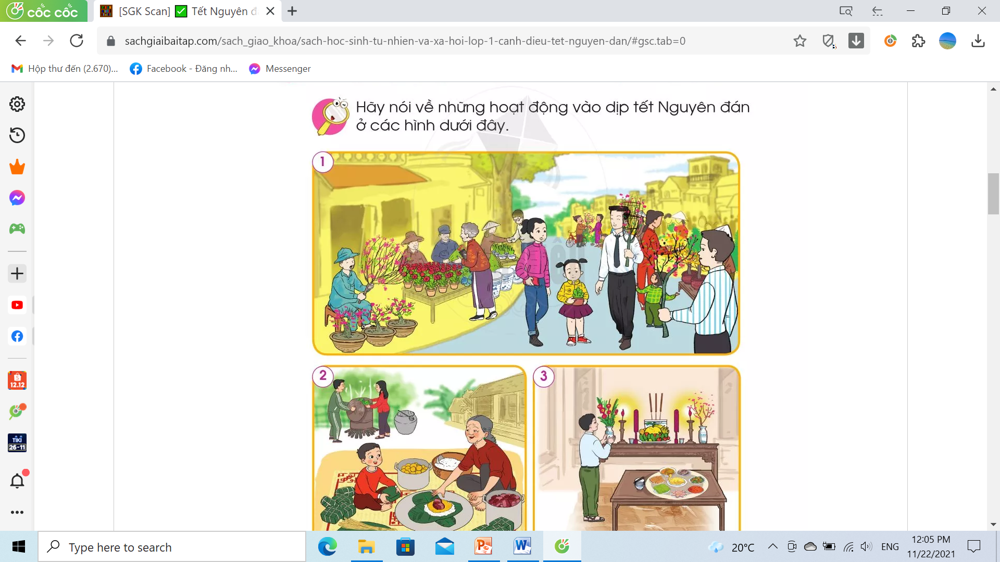 cốc cốc
[SGK Scan] ✅ Tết Nguyên đ
sachgiaibaitap.com/sach_giao_khoa/sach-hoc-sinh-tu-nhien-va-xa-hoi-lop-1-canh-dieu-tet-nguyen-dan/#gsc.tab=0
Hộp thư đến (2.670)...
Facebook - Đăng nh...
Messenger
Hãy nói về những hoạt động vào dịp tết Nguyên đán
ở các hình dưới đây.
1
2
3
12.12
TIKI
26-11
Type here to search
20°C
ENG
12:05 PM
11/22/2021